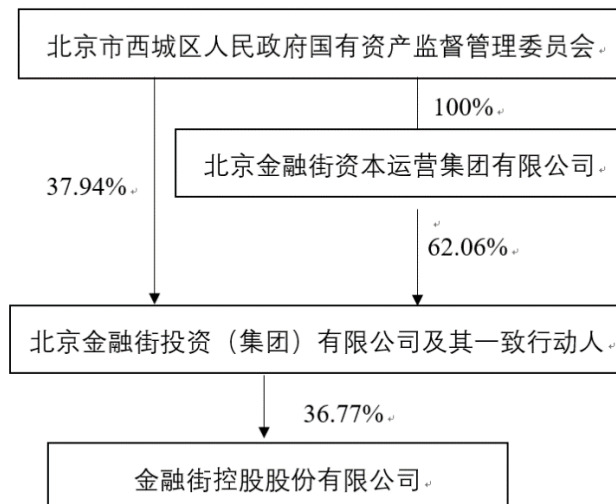 北京市西城区人民政府国有资产监督管理委员会
100%
北京金融街资本运营集团有限公司
37.94%
62.06%
北京金融街投资（集团）有限公司及其一致行动人
36.77%
金融街控股股份有限公司